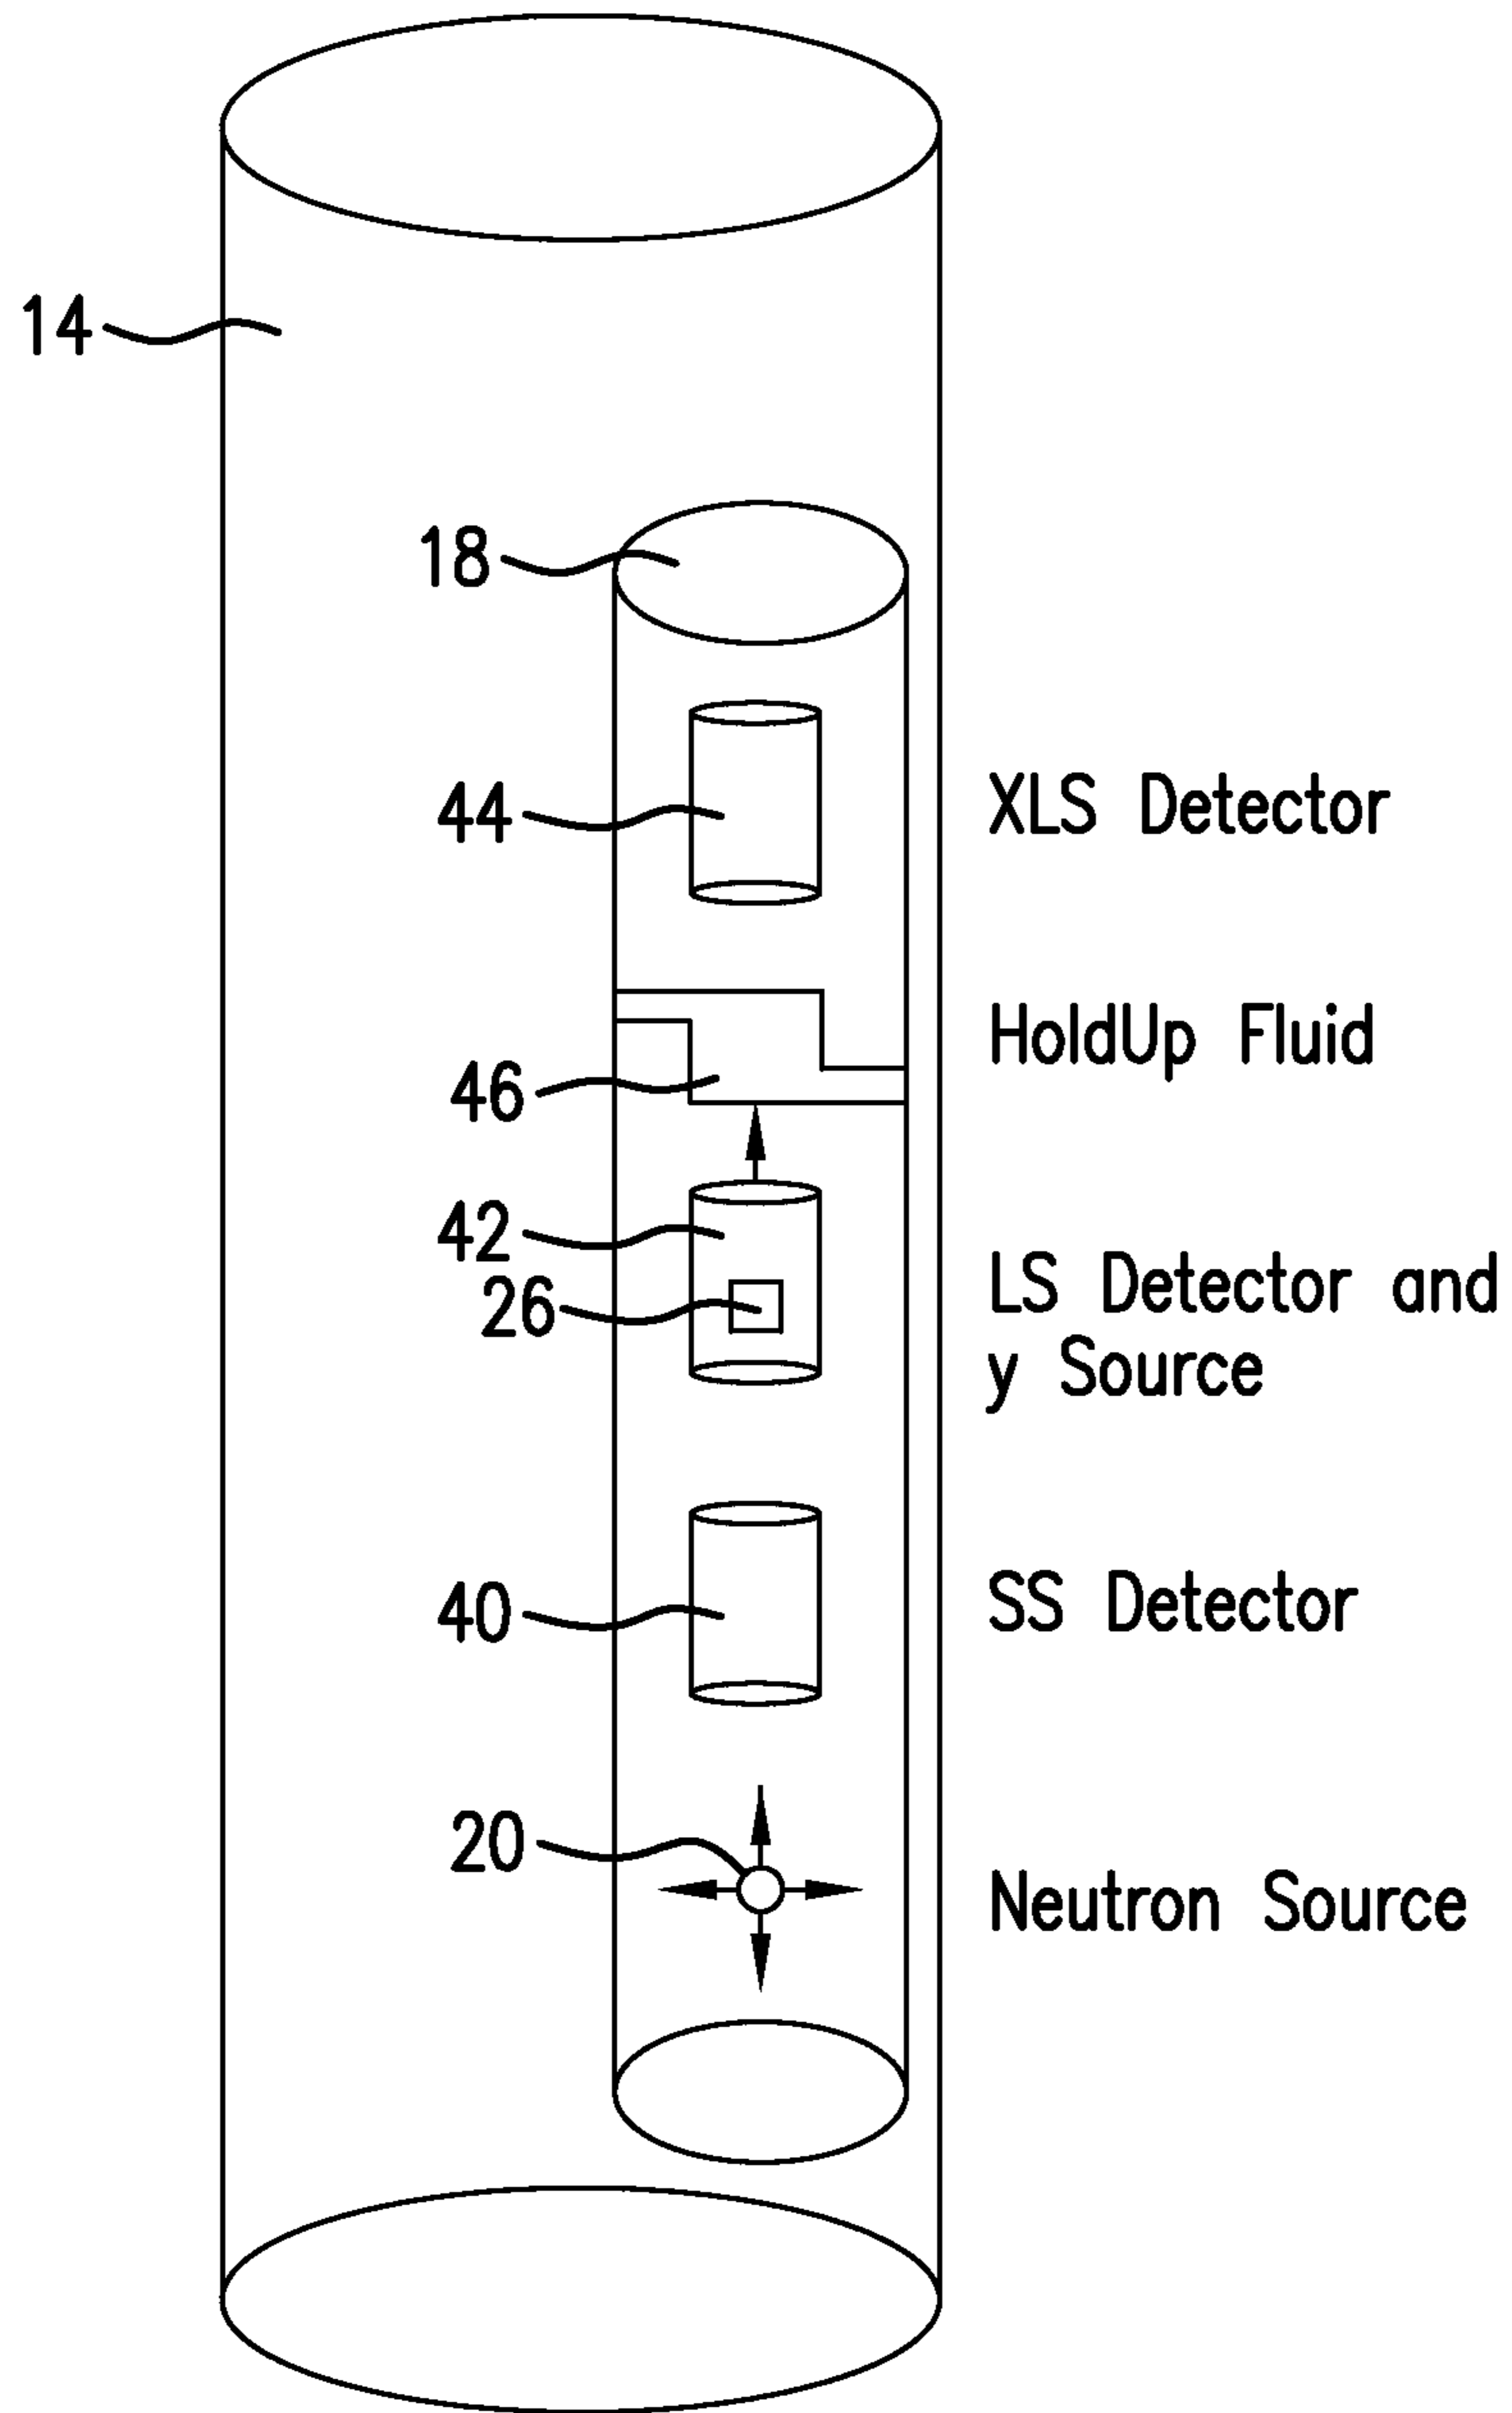 14
18
44
XLS Detector
HoldUp Fluid
46
42
26
LS Detector and
y Source
40
SS Detector
20
Neutron Source